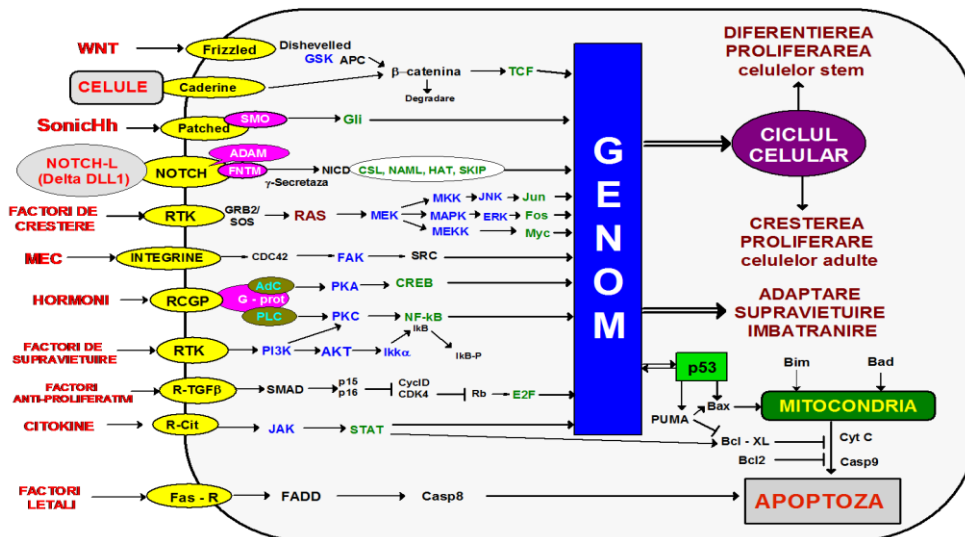 WNT
Frizzled
Dishevelled
GSK APC
β-catenina
TCF
Degradare
CELULE
Caderine
SonicHh
Patched
SMO
Gli
NOTCH-L
(Delta DLL1)
NOTCH
ADAM
FNTM
γ-Secretaza
NICD
CSL, NAML, HAT, SKIP
FACTORI DE
CRESTERE
RTK
GRB2/
SOS
RAS
MEK
MKK
JNK
Jun
MAPK
ERK
Fos
MEKK
Myc
MEC
INTEGRINE
CDC42
FAK
SRC
HORMONI
RCGP
AdC
G - prot
PLC
PKA
CREB
PKC
NF-kB
IkB
IkB-P
FACTORI DE
SUPRAVIETUIRE
RTK
PI3K
AKT
Ikkα
FACTORI
ANTI-PROLIFERATIVI
R-TGFβ
SMAD
p15
p16
CyclD
CDK4
Rb
E2F
CITOKINE
R-Cit
JAK
STAT
FACTORI
LETALI
Fas - R
FADD
Casp8
GENOM
DIFERENTIEREA
PROLIFERAREA
celulelor stem
CICLUL
CELULAR
CRESTEREA
PROLIFERARE
celulelor adulte
ADAPTARE
SUPRAVIETUIRE
IMBATRANIRE
p53
Bim
Bad
PUMA
Bax
MITOCONDRIA
Bcl - XL
Cyt C
Bcl2
Casp9
APOPTOZA